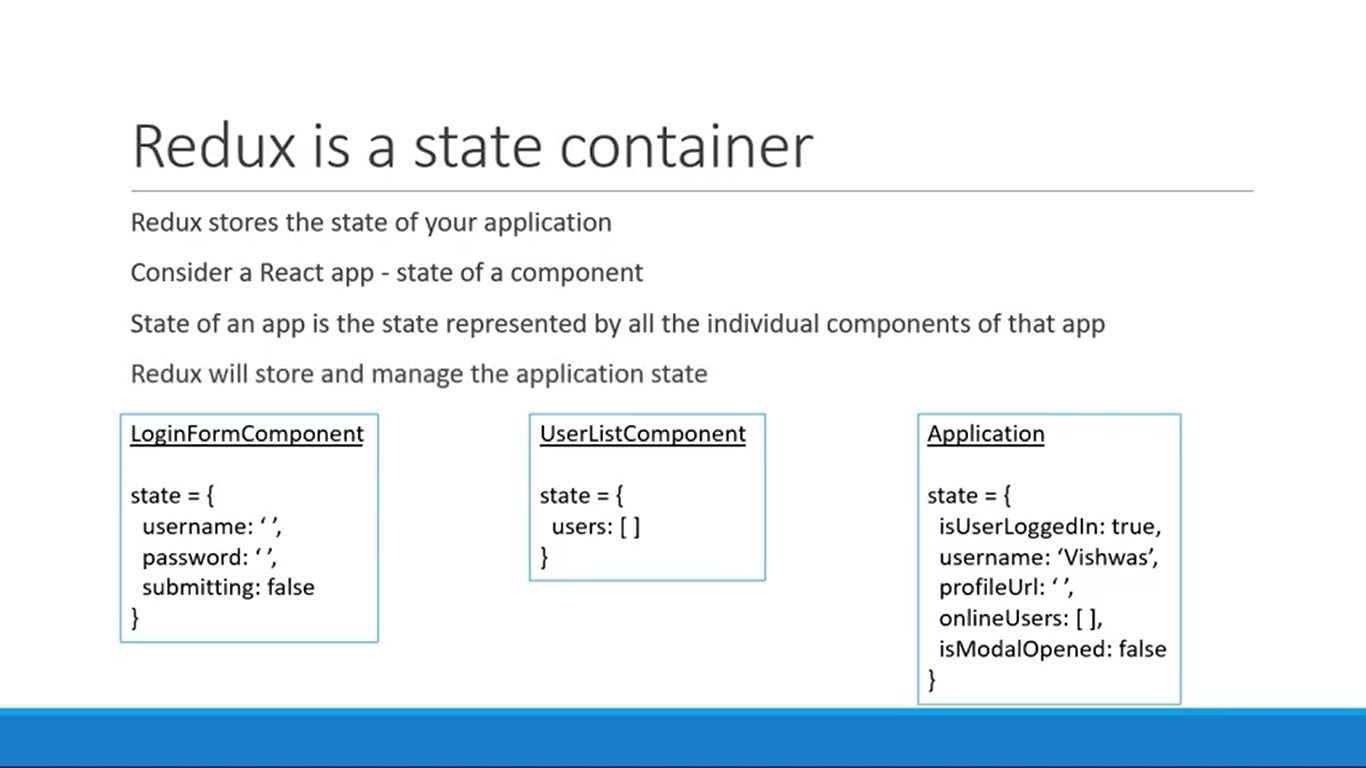 Redux is a state container
Redux stores the state of your application
Consider a React app - state of a component
State of an app is the state represented by all the individual components of that app
Redux will store and manage the application state
LoginFormComponent
state = {
username: ‘ ’,
password: ‘ ’,
submitting: false
}
UserListComponent
state = {
users: [ ]
}
Application
state = {
isUserLoggedIn: true,
username: ‘Vishwas’,
profileUrl: ‘ ’,
onlineUsers: [ ],
isModalOpened: false
}